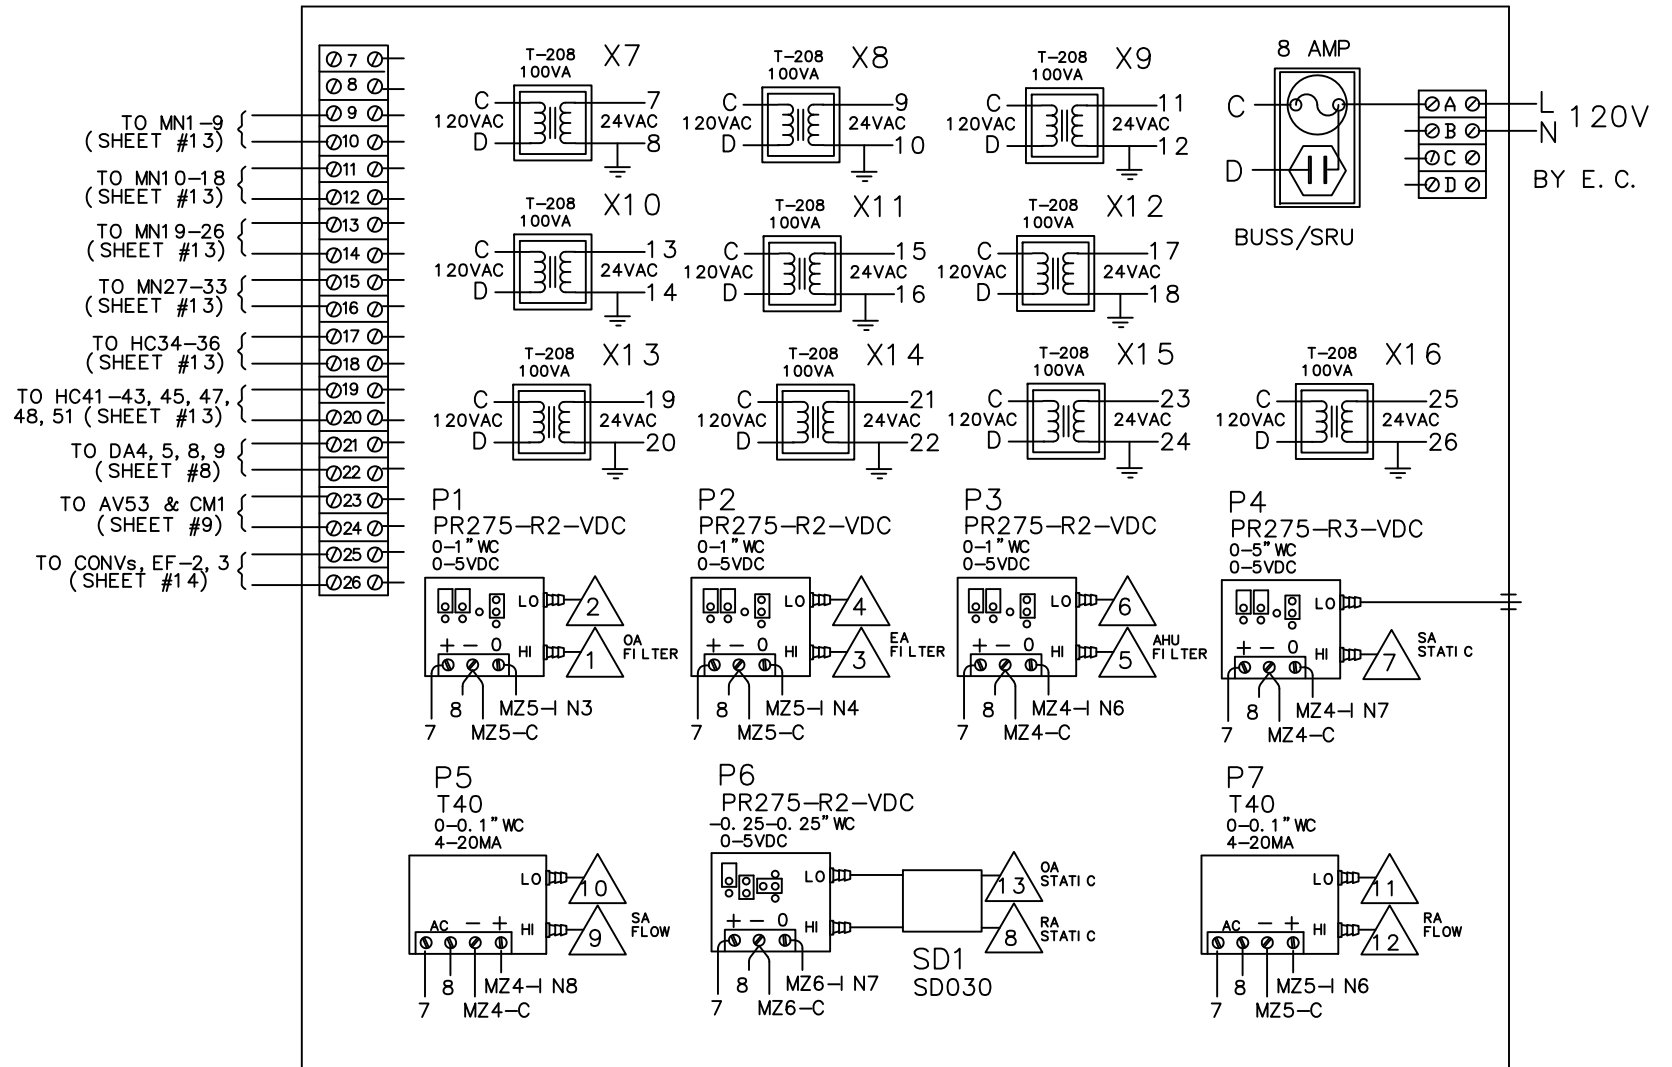 7
8
9
10
11
12
13
14
15
16
17
18
19
20
21
22
23
24
25
26
TO MN1-9
(SHEET #13)
TO MN10-18
(SHEET #13)
TO MN19-26
(SHEET #13)
TO MN27-33
(SHEET #13)
TO HC34-36
(SHEET #13)
TO HC41-43, 45, 47,
48, 51 (SHEET #13)
TO DA4, 5, 8, 9
(SHEET #8)
TO AV53 & CM1
(SHEET #9)
TO CONVs, EF-2, 3
(SHEET #14)
T-208
100VA
X7
C
120VAC
D
7
24VAC
8
T-208
100VA
X8
C
120VAC
D
9
24VAC
10
T-208
100VA
X9
C
120VAC
D
11
24VAC
12
8 AMP
C
D
BUSS/SRU
A
B
C
D
L
N
120V
BY E. C.
T-208
100VA
X10
C
120VAC
D
13
24VAC
14
T-208
100VA
X11
C
120VAC
D
15
24VAC
16
T-208
100VA
X12
C
120VAC
D
17
24VAC
18
T-208
100VA
X13
C
120VAC
D
19
24VAC
20
T-208
100VA
X14
C
120VAC
D
21
24VAC
22
T-208
100VA
X15
C
120VAC
D
23
24VAC
24
T-208
100VA
X16
C
120VAC
D
25
24VAC
26
P1
PR275-R2-VDC
0-1"WC
0-5VDC
LO
2
+ - 0
HI
1
OA
FILTER
7
8
MZ5-IN3
MZ5-C
P2
PR275-R2-VDC
0-1"WC
0-5VDC
LO
4
+ - 0
HI
3
EA
FILTER
7
8
MZ5-IN4
MZ5-C
P3
PR275-R2-VDC
0-1"WC
0-5VDC
LO
6
+ - 0
HI
5
AHU
FILTER
7
8
MZ4-IN6
MZ4-C
P4
PR275-R3-VDC
0-5"WC
0-5VDC
LO
+ - 0
HI
7
SA
STATIC
7
8
MZ4-IN7
MZ4-C
P5
T40
0-0.1"WC
4-20MA
LO
10
AC - +
HI
9
SA
FLOW
7
8
MZ4-IN8
MZ4-C
P6
PR275-R2-VDC
-0.25-0.25"WC
0-5VDC
LO
13
OA
STATIC
+ - 0
HI
8
RA
STATIC
SD1
SD030
7
8
MZ6-IN7
MZ6-C
P7
T40
0-0.1"WC
4-20MA
LO
11
AC - +
HI
12
RA
FLOW
7
8
MZ5-IN6
MZ5-C